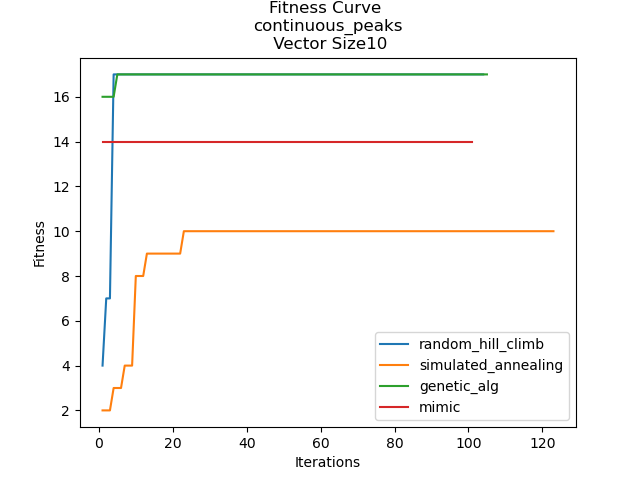 Fitness Curve
continuous_peaks
Vector Size10
16
14
12
10
8
6
4
2
Fitness
0
20
40
60
80
100
120
Iterations
random_hill_climb
simulated_annealing
genetic_alg
mimic